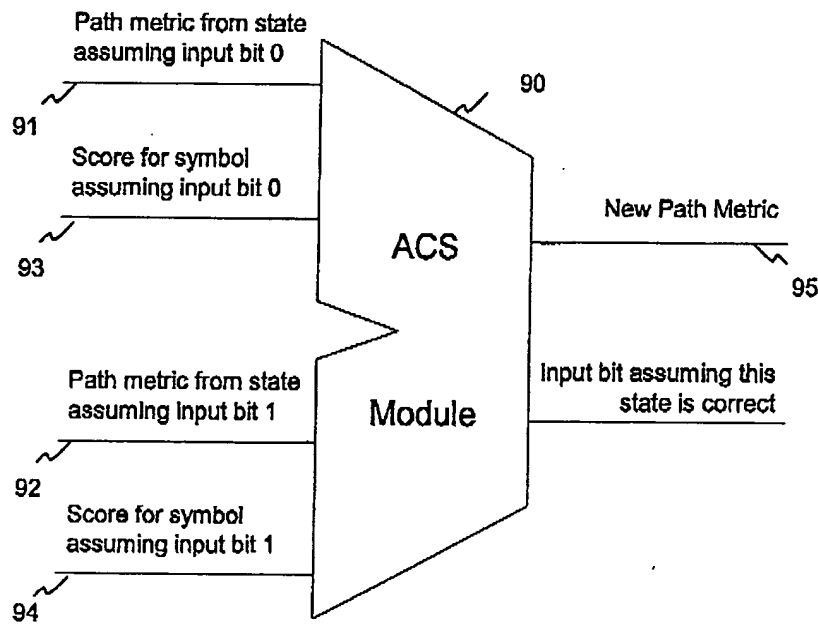 Path metric from state
assuming input bit 0
90
91
Score for symbol
assuming input bit 0
New Path Metric
ACS
93
95
Path metric from state
assuming input bit 1
Input bit assuming this
state is correct
Module
92
Score for symbol
assuming input bit 1
94